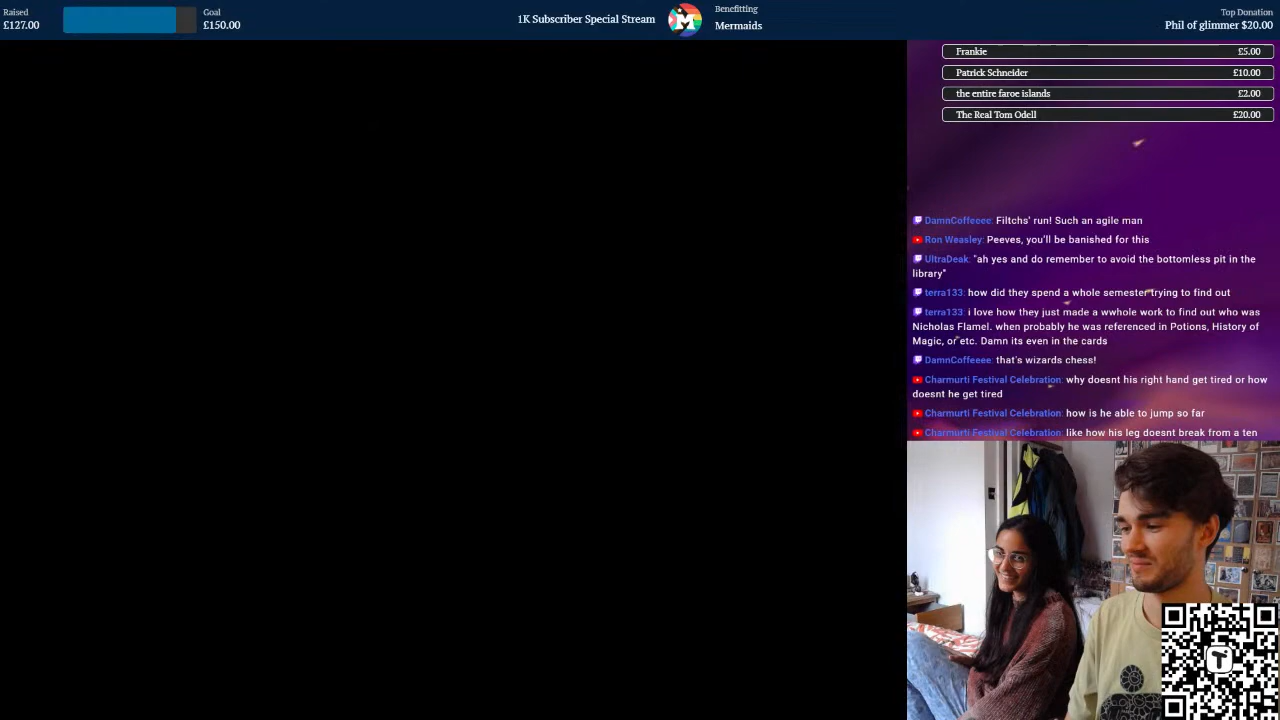 Raised
£127.00
Goal
£150.00
1K Subscriber Special Stream
M
Benefitting
Mermaids
Top Donation
Phil of glimmer $20.00
Frankie £5.00
Patrick Schneider £10.00
the entire faroe islands £2.00
The Real Tom Odell £20.00
DamnCoffeeee: Filtchs' run! Such an agile man
Ron Weasley: Peeves, you'll be banished for this
UltraDeak: "ah yes and do remember to avoid the bottomless pit in the
library"
terra133: how did they spend a whole semester trying to find out
terra133: i love how they just made a wwhole work to find out who was
Nicholas Flamel. when probably he was referenced in Potions, History of
Magic, or etc. Damn its even in the cards
DamnCoffeeee: that's wizards chess!
Charmurti Festival Celebration: why doesnt his right hand get tired or how
doesnt he get tired
Charmurti Festival Celebration: how is he able to jump so far
Charmurti Festival Celebration: like how his leg doesnt break from a ten